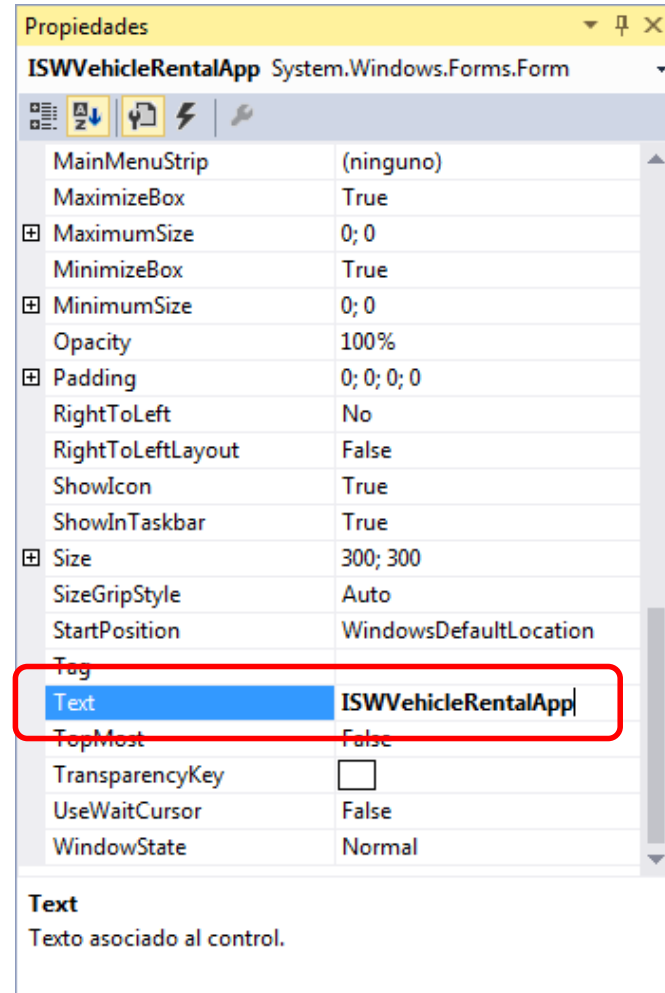 Propiedades
ISWVehicleRentalApp System.Windows.Forms.Form
MainMenuStrip (ninguno)
MaximizeBox True
MaximumSize 0; 0
MinimizeBox True
MinimumSize 0; 0
Opacity 100%
Padding 0; 0; 0; 0
RightToLeft No
RightToLeftLayout False
ShowIcon True
ShowInTaskbar True
Size 300; 300
SizeGripStyle Auto
StartPosition WindowsDefaultLocation
Tag
Text ISWVehicleRentalApp
TopMost False
TransparencyKey
UseWaitCursor False
WindowState Normal
Text
Texto asociado al control.